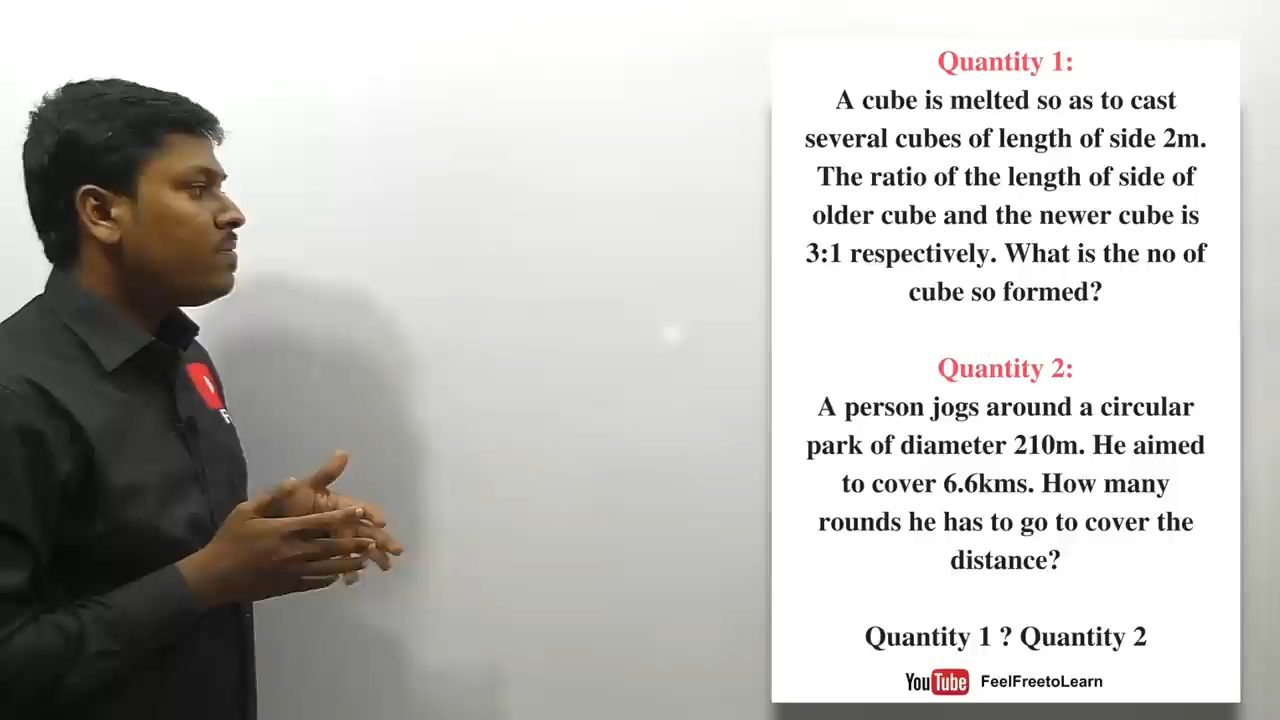 Quantity 1:
A cube is melted so as to cast
several cubes of length of side 2m.
The ratio of the length of side of
older cube and the newer cube is
3:1 respectively. What is the no of
cube so formed?
Quantity 2:
A person jogs around a circular
park of diameter 210m. He aimed
to cover 6.6kms. How many
rounds he has to go to cover the
distance?
Quantity 1 ? Quantity 2
YouTube FeelFreetoLearn